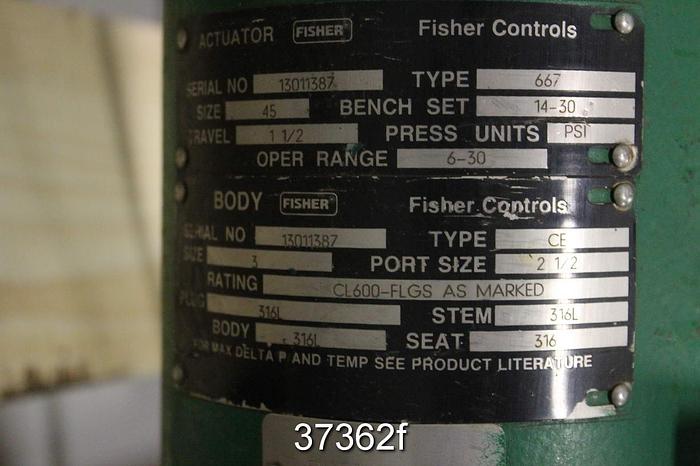 ACTUATOR FISHER Fisher Controls
SERIAL NO 13011387 TYPE 667
SIZE 45 BENCH SET 14-30
TRAVEL 1 1/2 PRESS UNITS PSI
OPER RANGE 6-30
BODY FISHER Fisher Controls
SERIAL NO 13011387 TYPE
SIZE 3 PORT SIZE 2 1/2
RATING CL600-FLGS AS MARKED
PLUG 316L STEM 316L
BODY 316L SEAT 316
FOR MAX DELTA P AND TEMP SEE PRODUCT LITERATURE
37362f